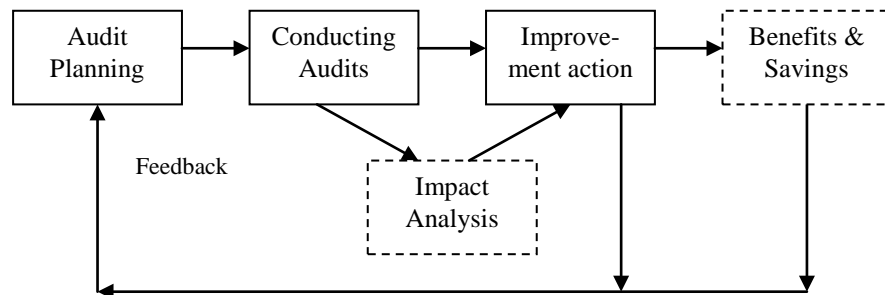 Audit
Planning
Conducting
Audits
Improve-
ment action
Benefits &
Savings
Feedback
Impact
Analysis